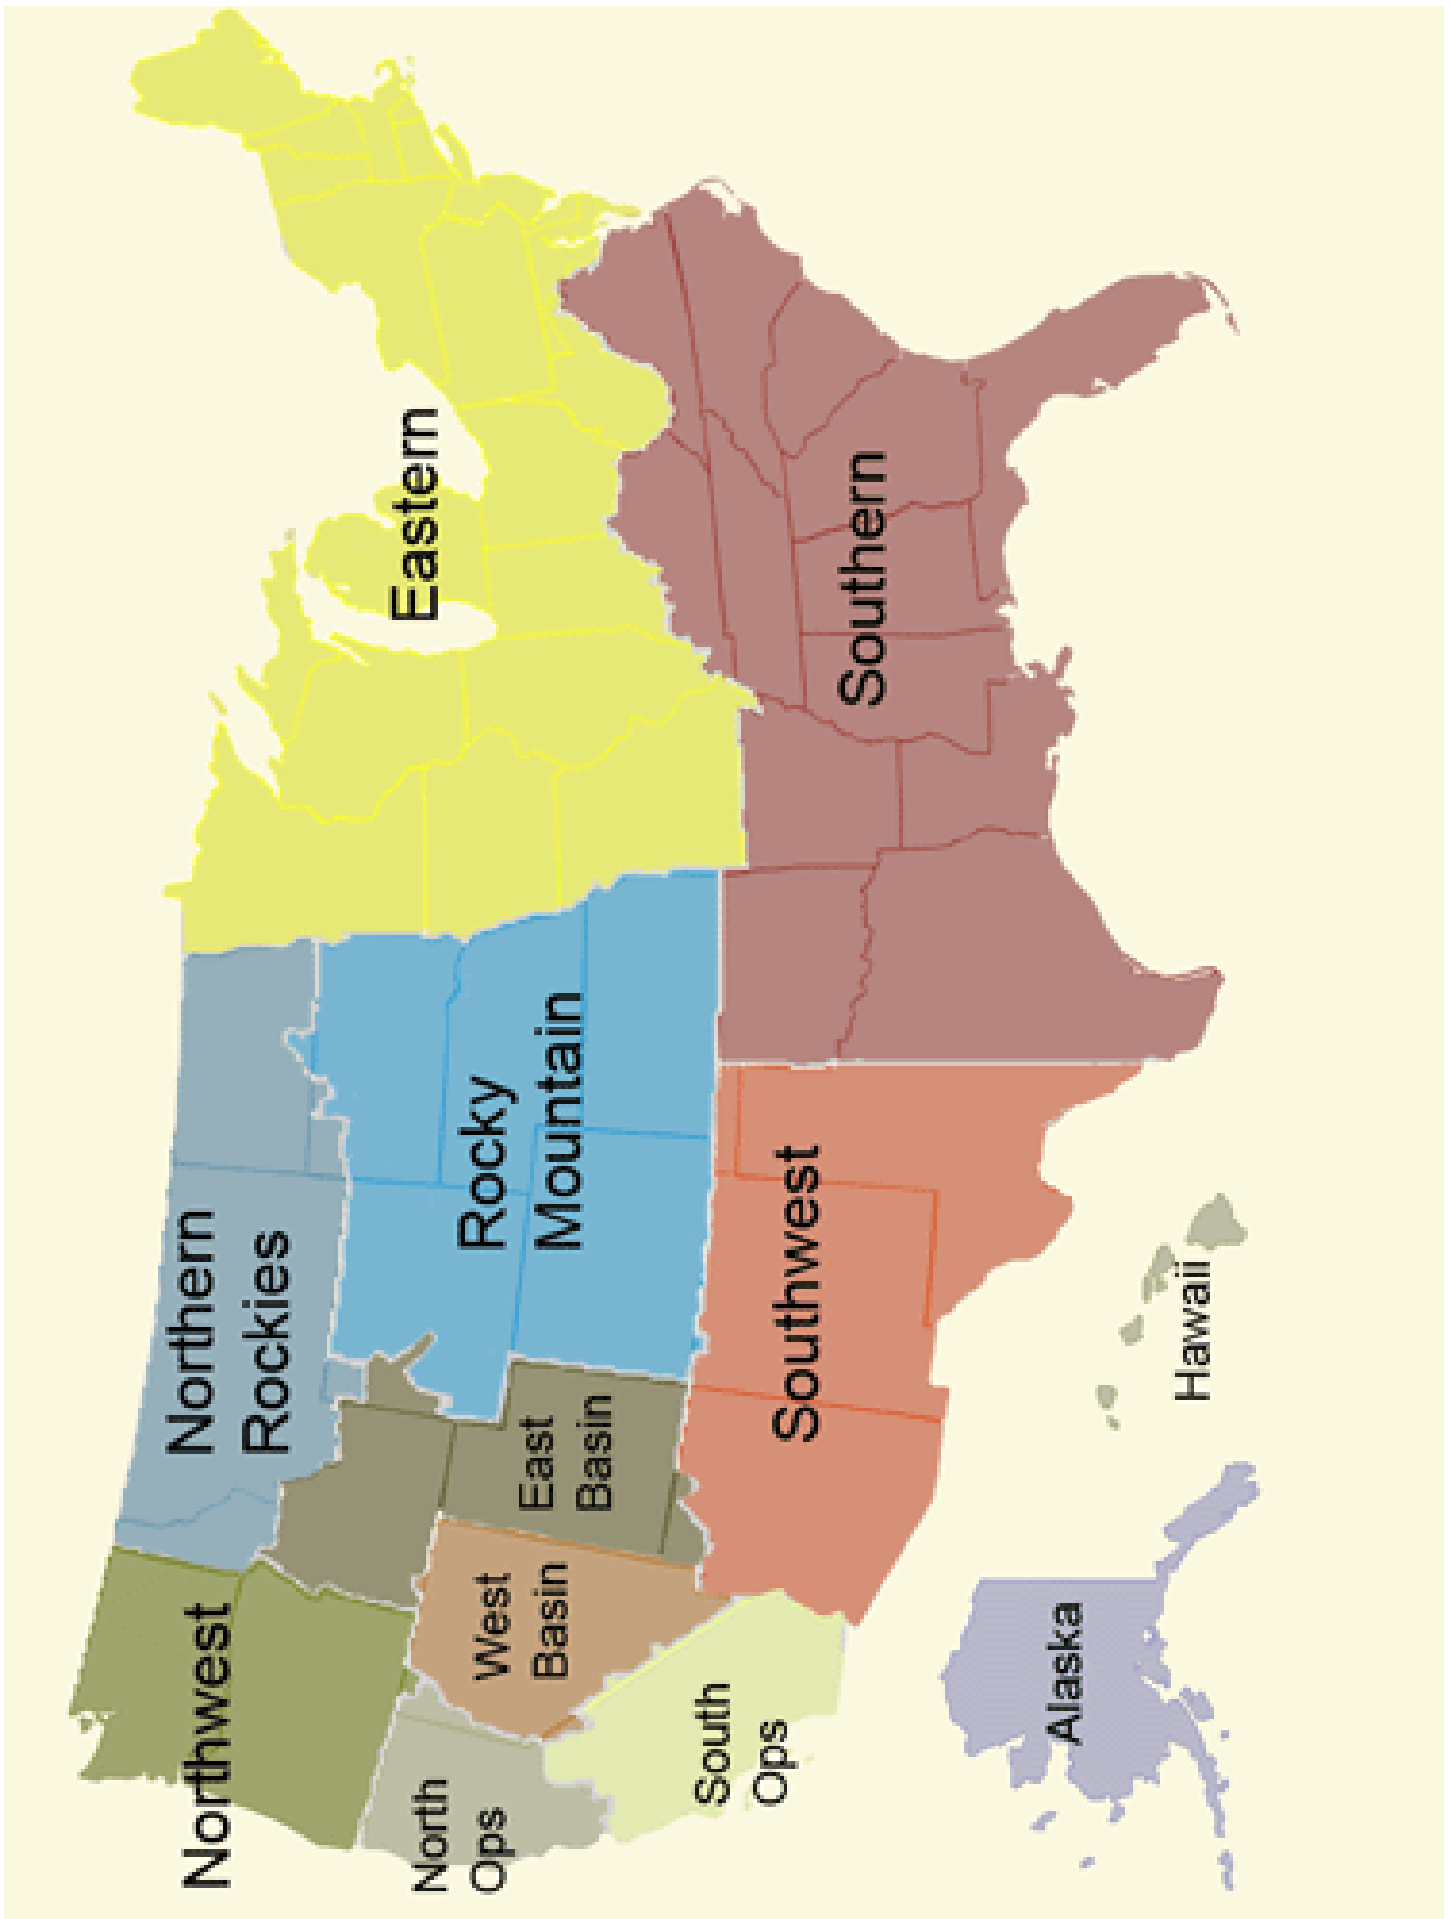 Northwest
Northern
Rockies
Eastern
North
Ops
West
Basin
East
Basin
Rocky
Mountain
South
Ops
Southwest
Southern
Alaska
Hawaii